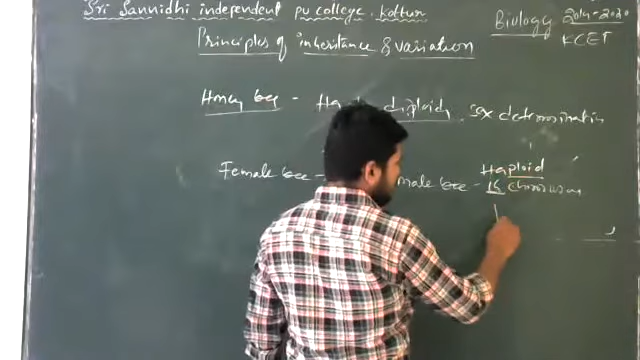 Sri Sannidhi independent pu college. kottur
Biology 2019-2020
KCET
Principles of inheritance & variation
Honey bee - diploidy. sex determination
Female bee - male bee - Haploid
16 chromosome